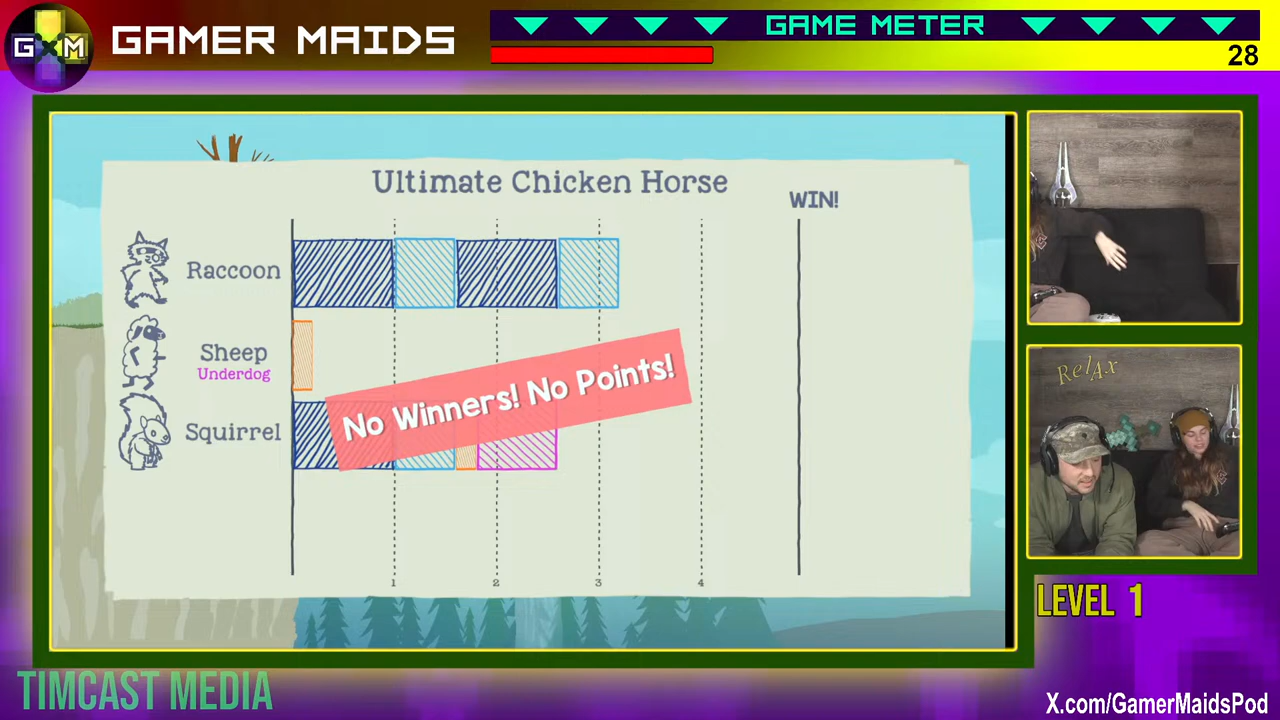 GXM
GAMER MAIDS
GAME METER
28
Ultimate Chicken Horse
WIN!
Raccoon
Sheep
Underdog
Squirrel
No Winners! No Points!
1 2 3 4
RelAx
LEVEL 1
TIMCAST MEDIA
X.com/GamerMaidsPod